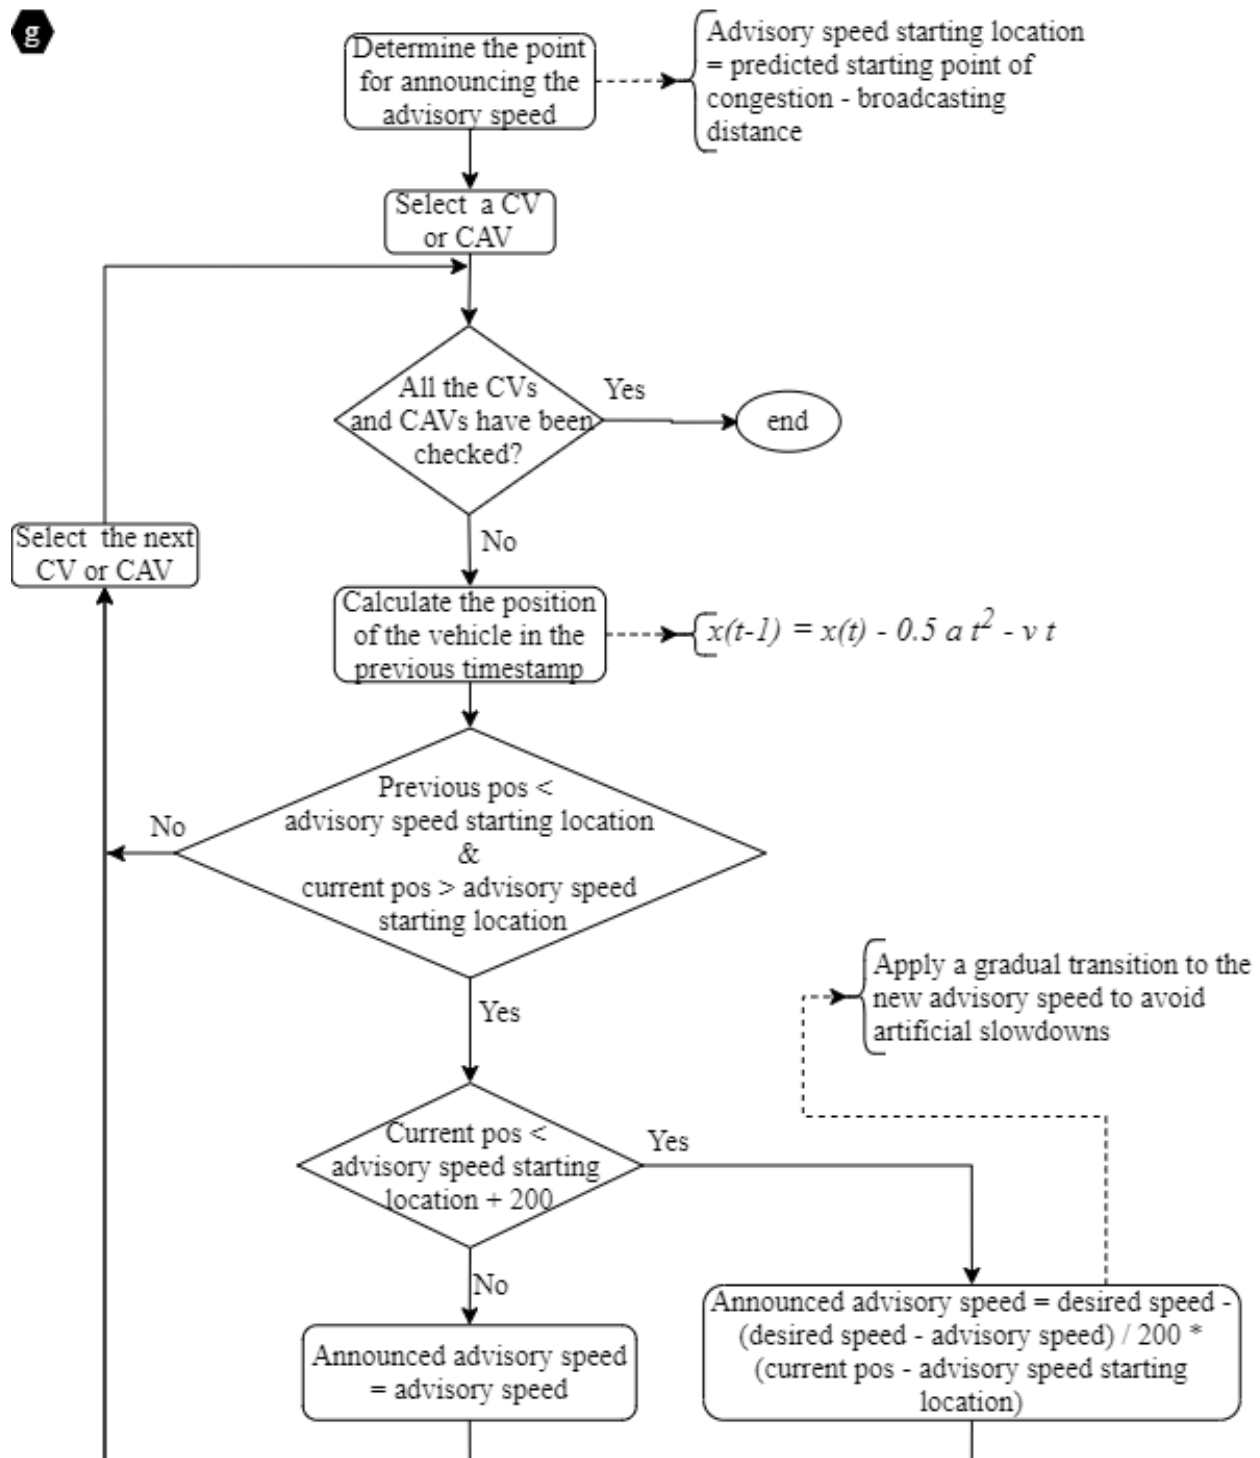 g
Determine the point
for announcing the
advisory speed
Advisory speed starting location
= predicted starting point of
congestion - broadcasting
distance
Select a CV
or CAV
All the CVs
and CAVs have been
checked?
Yes
end
No
Select the next
CV or CAV
Calculate the position
of the vehicle in the
previous timestamp
x(t-1) = x(t) - 0.5 a t² - v t
Previous pos <
advisory speed starting location
&
current pos > advisory speed
starting location
No
Yes
Apply a gradual transition to the
new advisory speed to avoid
artificial slowdowns
Current pos <
advisory speed starting
location + 200
Yes
No
Announced advisory speed
= advisory speed
Announced advisory speed = desired speed -
(desired speed - advisory speed) / 200 *
(current pos - advisory speed starting
location)